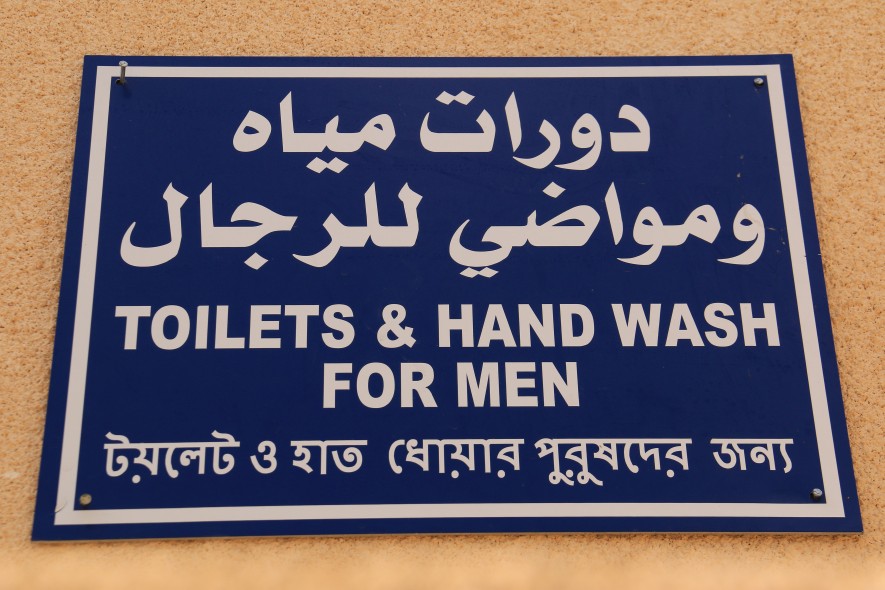 دورات مياه
ومواضي للرجال
TOILETS & HAND WASH
FOR MEN
টয়লেট ও হাত ধোয়ার পুরুষদের জন্য